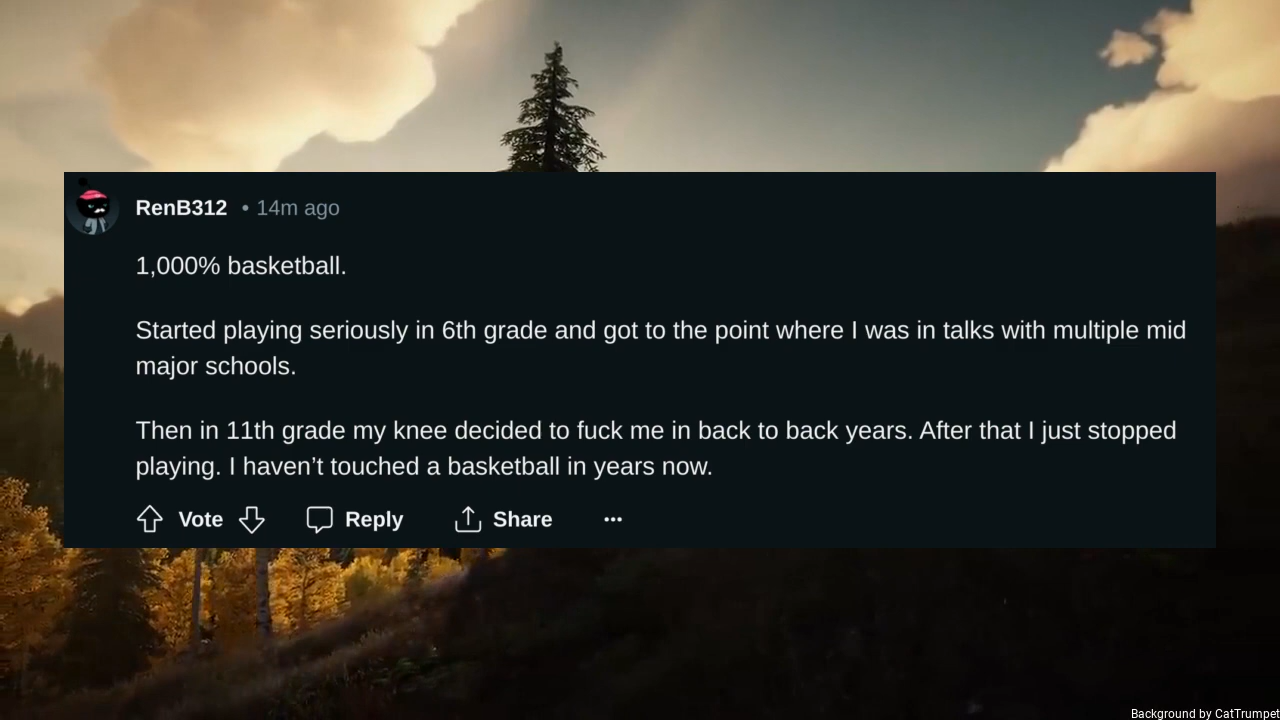 RenB312 • 14m ago
1,000% basketball.
Started playing seriously in 6th grade and got to the point where I was in talks with multiple mid
major schools.
Then in 11th grade my knee decided to fuck me in back to back years. After that I just stopped
playing. I haven’t touched a basketball in years now.
Vote Reply Share ...
Background by CatTrumpet